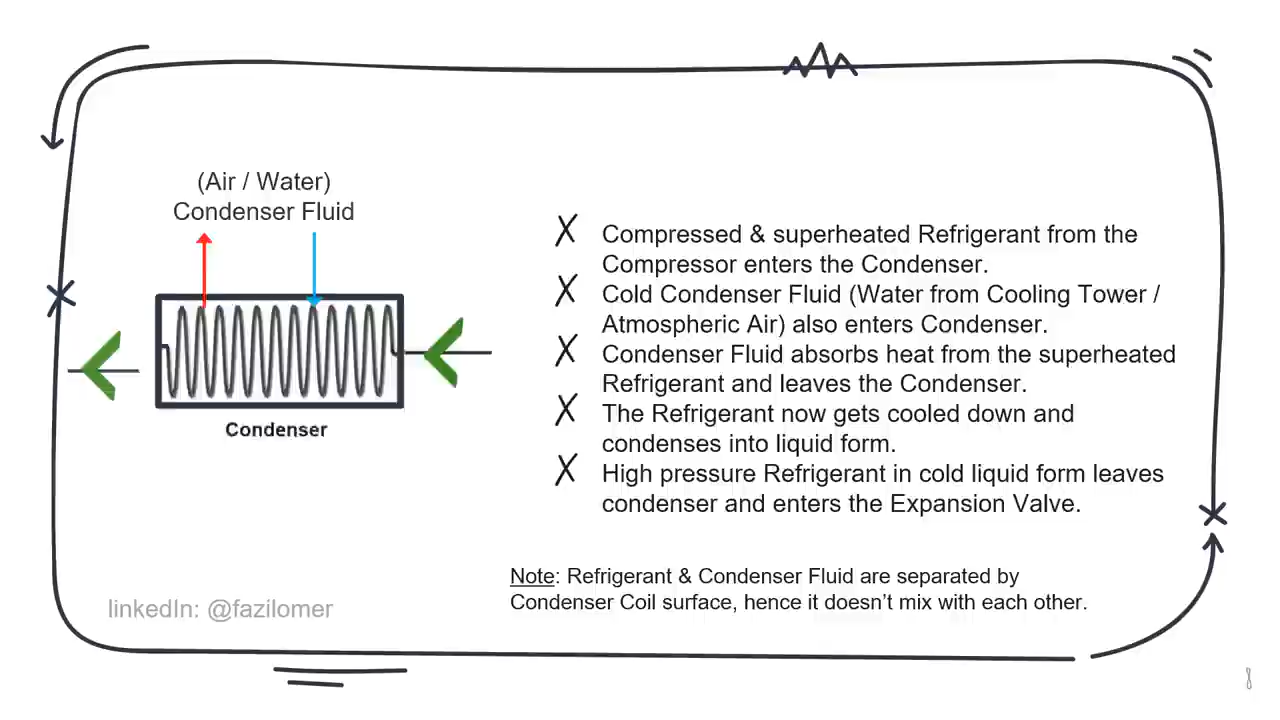 (Air / Water)
Condenser Fluid
Condenser
Compressed & superheated Refrigerant from the
Compressor enters the Condenser.
Cold Condenser Fluid (Water from Cooling Tower /
Atmospheric Air) also enters Condenser.
Condenser Fluid absorbs heat from the superheated
Refrigerant and leaves the Condenser.
The Refrigerant now gets cooled down and
condenses into liquid form.
High pressure Refrigerant in cold liquid form leaves
condenser and enters the Expansion Valve.
Note: Refrigerant & Condenser Fluid are separated by
Condenser Coil surface, hence it doesn’t mix with each other.
linkedIn: @fazilomer
8